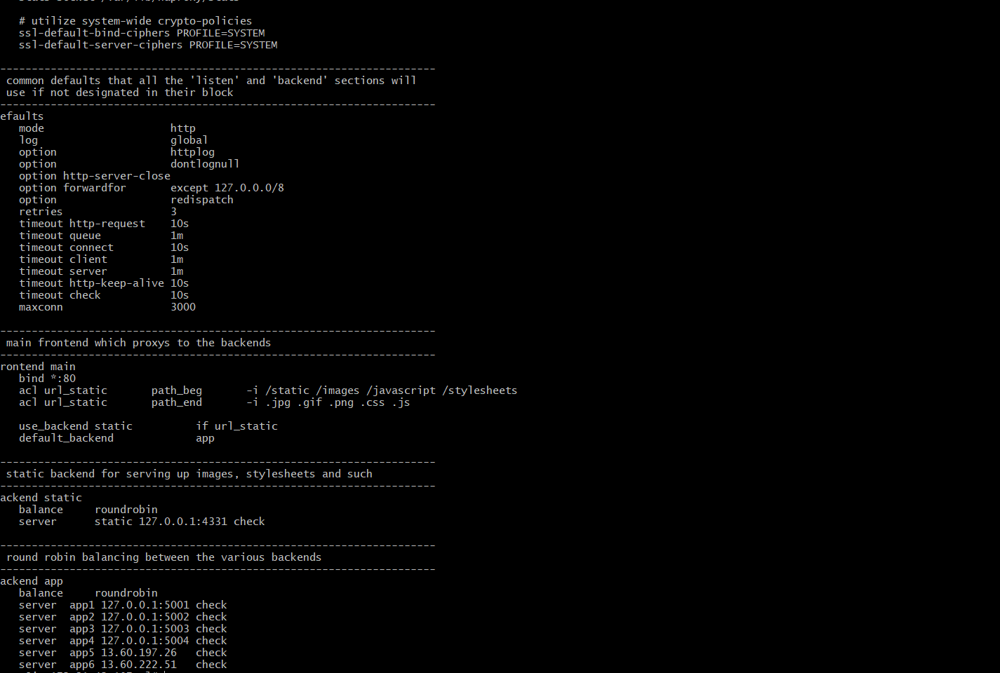 # utilize system-wide crypto-policies
ssl-default-bind-ciphers PROFILE=SYSTEM
ssl-default-server-ciphers PROFILE=SYSTEM
---------------------------------------------------------------------
common defaults that all the 'listen' and 'backend' sections will
use if not designated in their block
---------------------------------------------------------------------
efaults
mode http
log global
option httplog
option dontlognull
option http-server-close
option forwardfor except 127.0.0.0/8
option redispatch
retries 3
timeout http-request 10s
timeout queue 1m
timeout connect 10s
timeout client 1m
timeout server 1m
timeout http-keep-alive 10s
timeout check 10s
maxconn 3000
---------------------------------------------------------------------
main frontend which proxys to the backends
---------------------------------------------------------------------
rontend main
bind *:80
acl url_static path_beg -i /static /images /javascript /stylesheets
acl url_static path_end -i .jpg .gif .png .css .js
use_backend static if url_static
default_backend app
---------------------------------------------------------------------
static backend for serving up images, stylesheets and such
---------------------------------------------------------------------
ackend static
balance roundrobin
server static 127.0.0.1:4331 check
---------------------------------------------------------------------
round robin balancing between the various backends
---------------------------------------------------------------------
ackend app
balance roundrobin
server app1 127.0.0.1:5001 check
server app2 127.0.0.1:5002 check
server app3 127.0.0.1:5003 check
server app4 127.0.0.1:5004 check
server app5 13.60.197.26 check
server app6 13.60.222.51 check